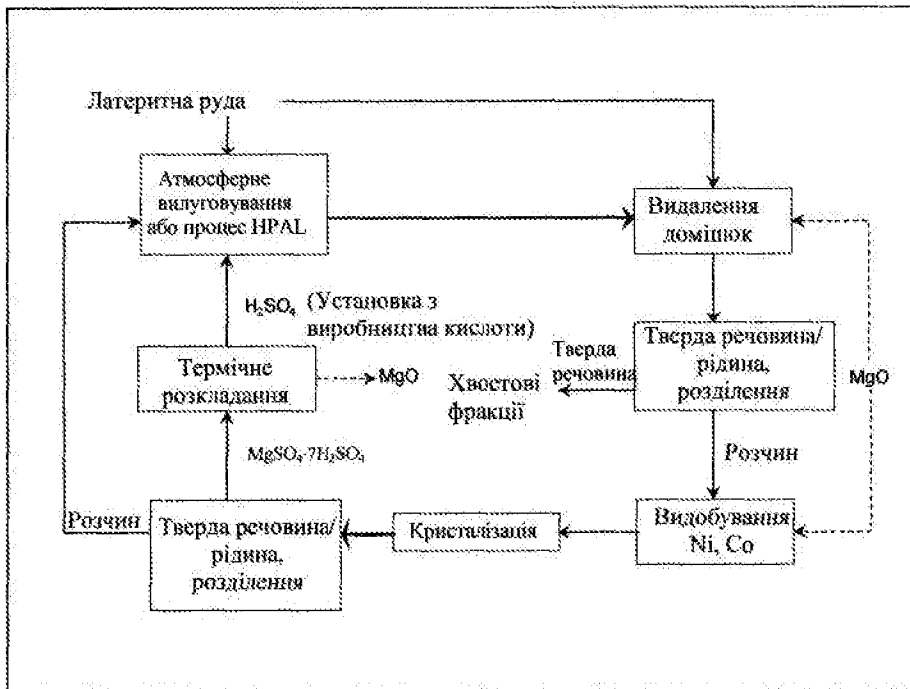 Латеритна руда
Атмосферне
вилуговування
або процес HPAL
Видалення
домішок
H₂SO₄ (Установка з
виробництва кислоти)
Термічне
розкладання
MgO
Тверда
речовина
Хвостові
фракції
Тверда речовина/
рідина,
розділення
MgO
MgSO₄·7H₂SO₄
Розчин
Розчин
Тверда речовина/
рідина,
розділення
Кристалізація
Видобування
Ni, Co